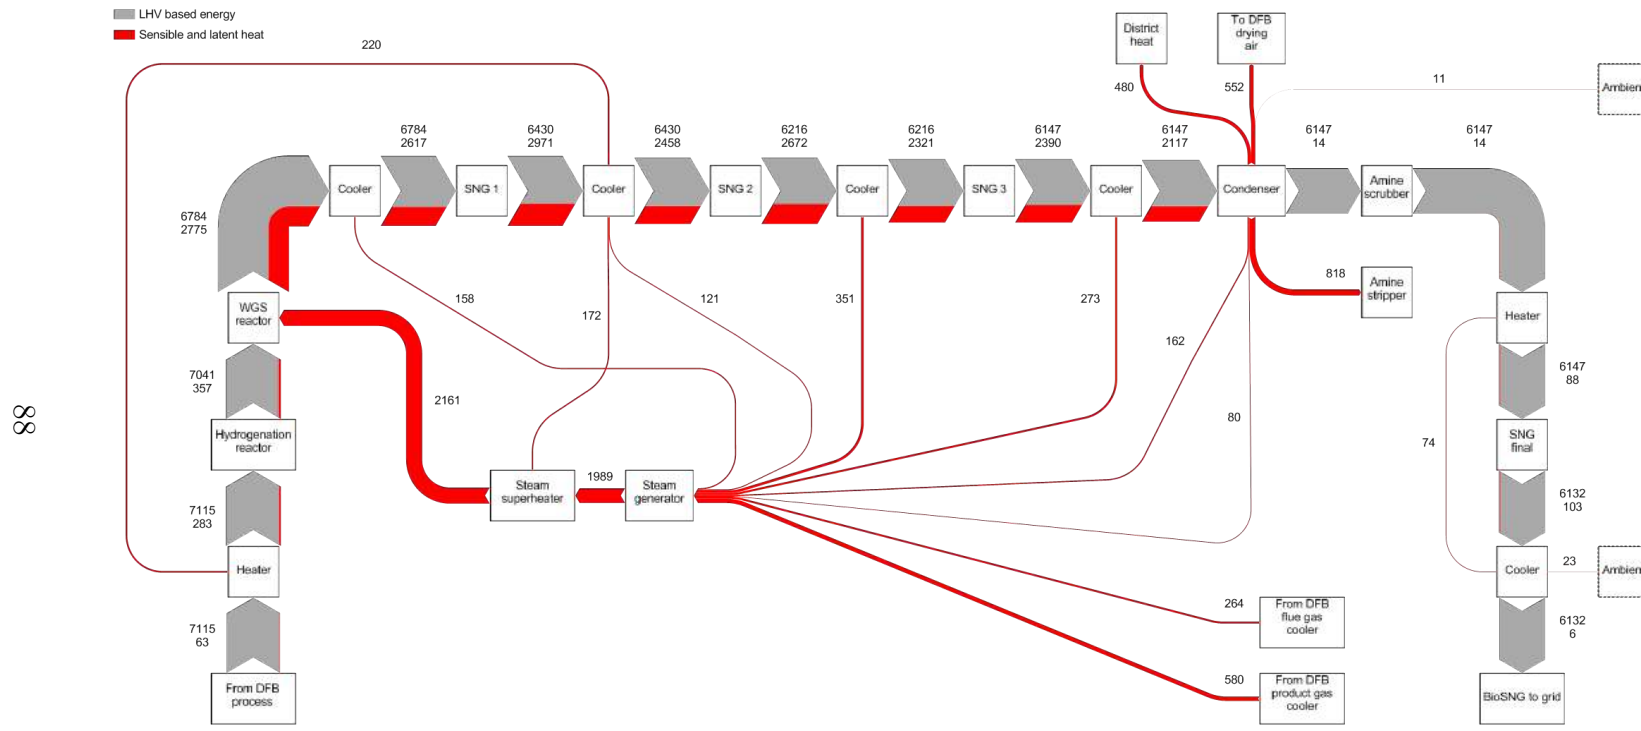 LHV based energy
Sensible and latent heat
220
District
heat
To DFB
drying
air
480
552
11
Ambien
6784
2617
6430
2971
6430
2458
6216
2672
6216
2321
6147
2390
6147
2117
6147
14
6147
14
Cooler
SNG 1
Cooler
SNG 2
Cooler
SNG 3
Cooler
Condenser
Amine
scrubber
6784
2775
158
172
121
351
273
162
818
Amine
stripper
WGS
reactor
Heater
7041
357
2161
6147
88
88
Hydrogenation
reactor
80
74
SNG
final
Steam
superheater
1989
Steam
generator
7115
283
6132
103
Heater
Cooler
23
Ambien
7115
63
264
From DFB
flue gas
cooler
6132
6
From DFB
process
580
From DFB
product gas
cooler
BioSNG to grid